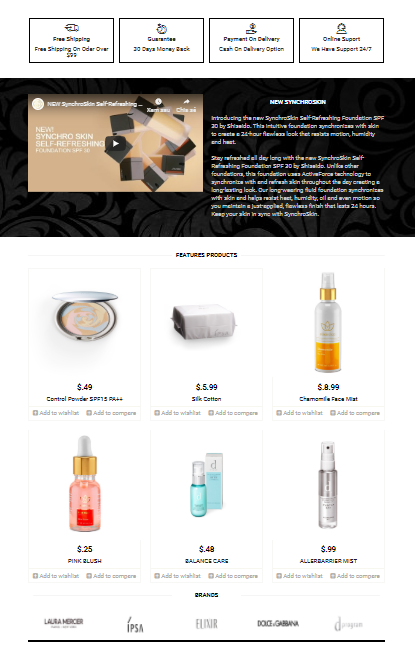 Free Shipping
Free Shipping On Oder Over
$99
Guarantee
30 Days Money Back
Payment On Delivery
Cash On Delivery Option
Online Suport
We Have Support 24/7
NEW SynchroSkin Self-Refreshing ...
Xem sau
Chia sẻ
NEW!
SYNCHRO SKIN
SELF-REFRESHING
FOUNDATION SPF 30
NEW SYNCHROSKIN
Introducing the new SynchroSkin Self-Refreshing Foundation SPF
30 by Shiseido. This intuitive foundation synchronizes with skin
to create a 24-hour flawless look that resists motion, humidity
and heat.
Stay refreshed all day long with the new SynchroSkin Self-
Refreshing Foundation SPF 30 by Shiseido. Unlike other
foundations, this foundation uses ActiveForce technology to
synchronize with and refresh skin throughout the day creating a
long-lasting look. Our long-wearing fluid foundation synchronizes
with skin and helps resist heat, humidity, oil and even motion so
you maintain a just-applied, flawless finish that lasts 24 hours.
Keep your skin in sync with SynchroSkin.
FEATURES PRODUCTS
$.49
Control Powder SPF15 PA++
Add to wishlist
Add to compare
$.5.99
Silk Cotton
Add to wishlist
Add to compare
$.8.99
Chamomile Face Mist
Add to wishlist
Add to compare
$.25
PINK BLUSH
Add to wishlist
Add to compare
d
$.48
BALANCE CARE
Add to wishlist
Add to compare
$.99
ALLERBARRIER MIST
Add to wishlist
Add to compare
BRANDS
LAURA MERCIER
IPSA
ELIXIR
DOLCE & GABBANA
d program